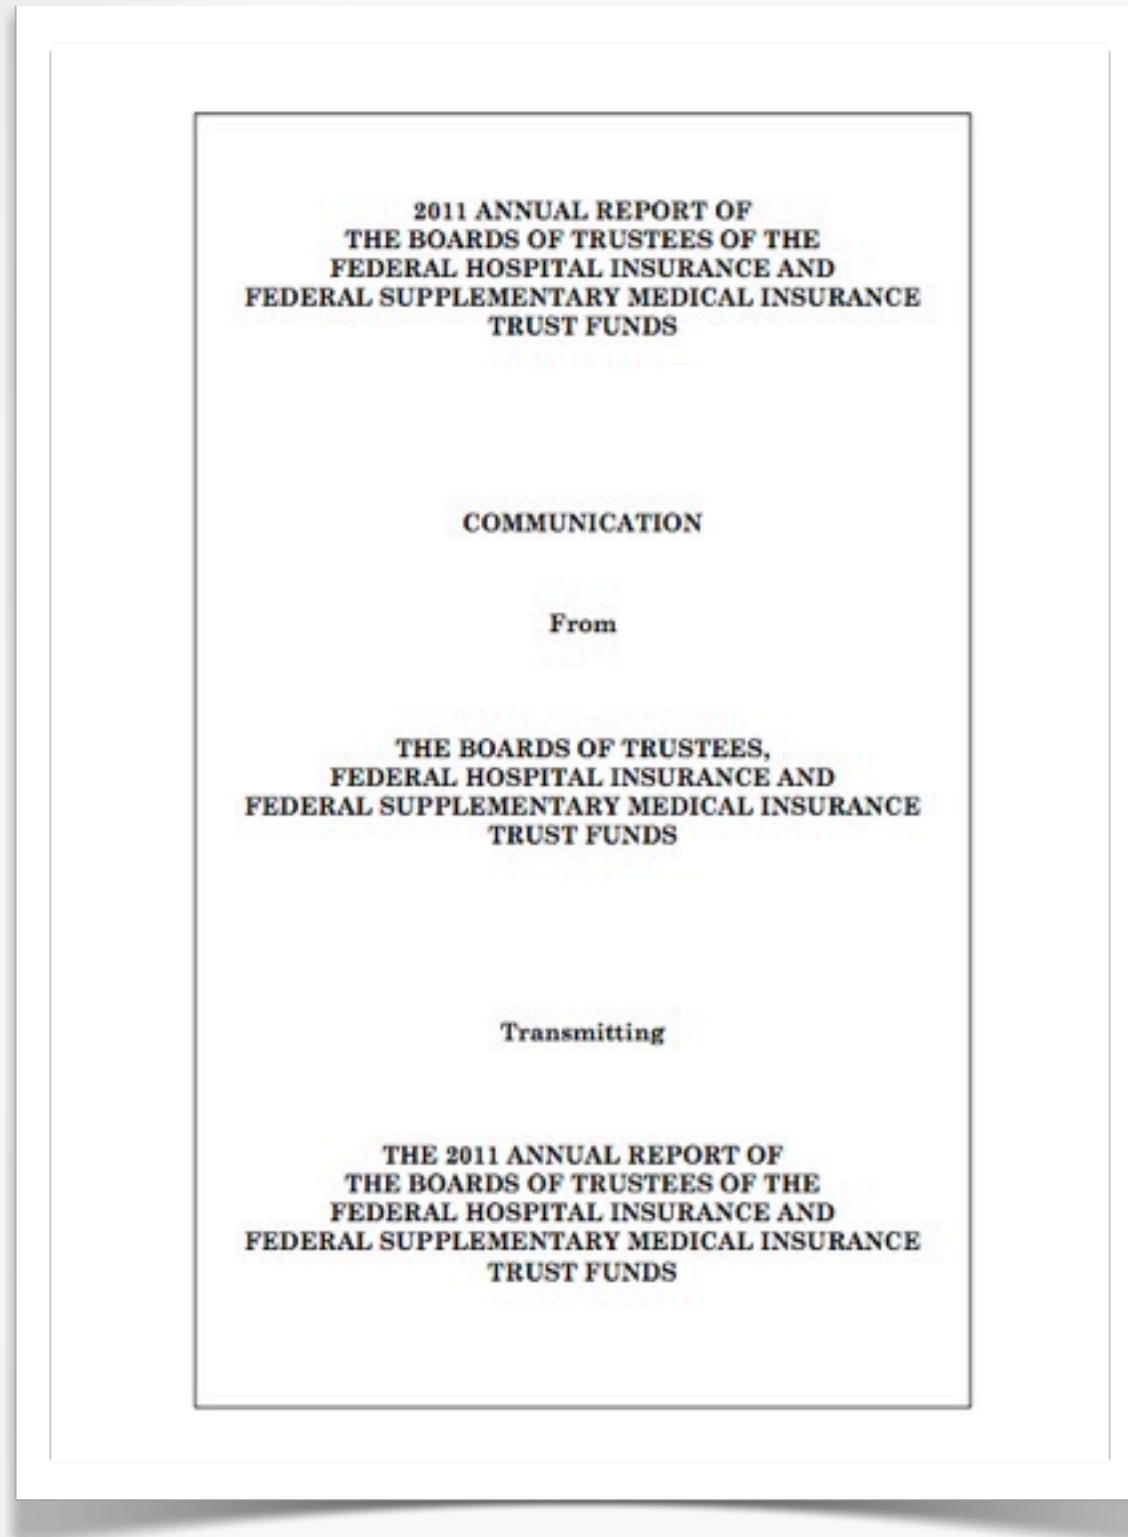 2011 ANNUAL REPORT OF
THE BOARDS OF TRUSTEES OF THE
FEDERAL HOSPITAL INSURANCE AND
FEDERAL SUPPLEMENTARY MEDICAL INSURANCE
TRUST FUNDS
COMMUNICATION
From
THE BOARDS OF TRUSTEES,
FEDERAL HOSPITAL INSURANCE AND
FEDERAL SUPPLEMENTARY MEDICAL INSURANCE
TRUST FUNDS
Transmitting
THE 2011 ANNUAL REPORT OF
THE BOARDS OF TRUSTEES OF THE
FEDERAL HOSPITAL INSURANCE AND
FEDERAL SUPPLEMENTARY MEDICAL INSURANCE
TRUST FUNDS